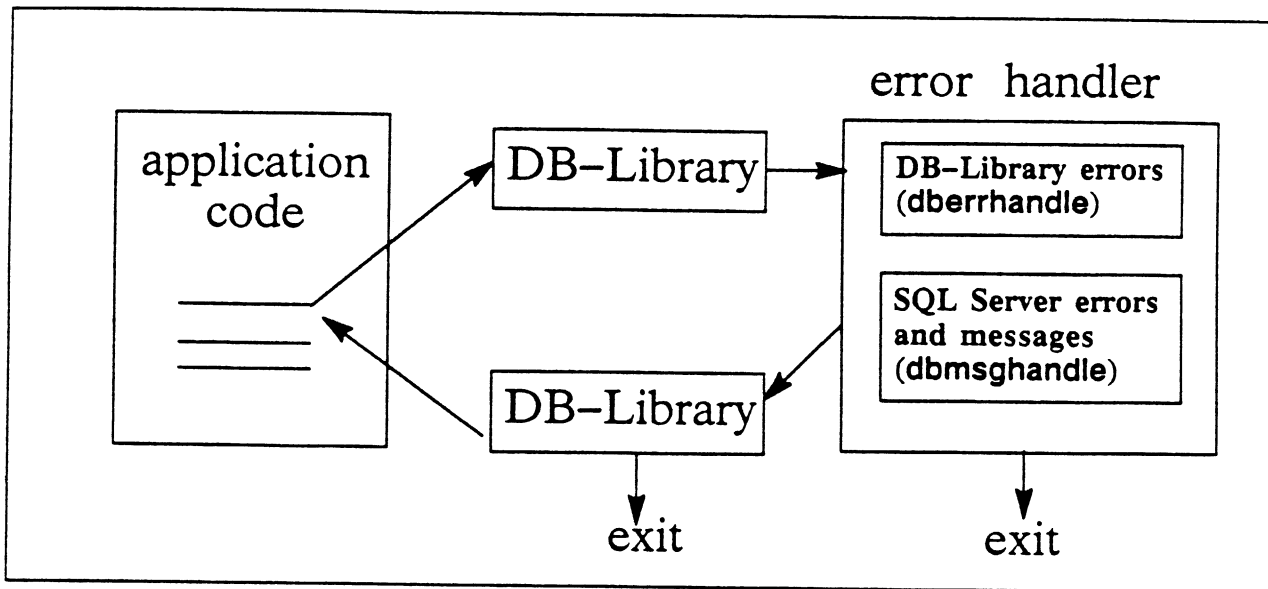 error handler
application
code
DB–Library
DB–Library errors
(dberrhandle)
SQL Server errors
and messages
(dbmsghandle)
DB–Library
exit
exit